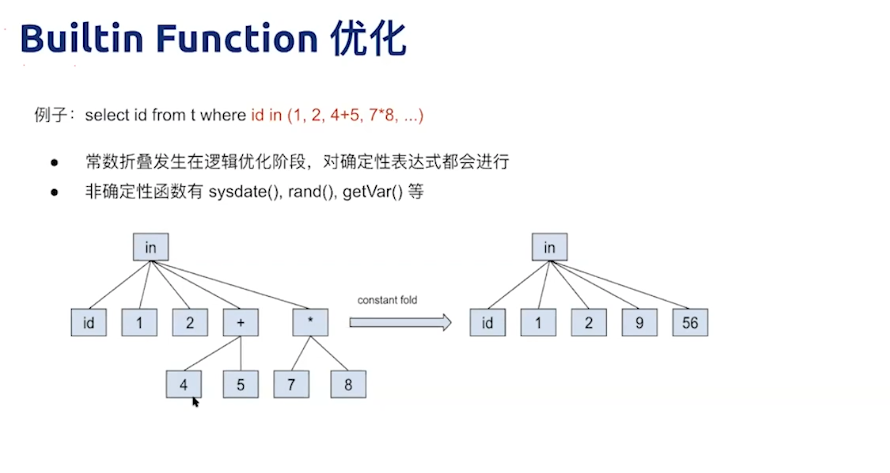 Builtin Function 优化
例子：select id from t where id in (1, 2, 4+5, 7*8, ...)
● 常数折叠发生在逻辑优化阶段，对确定性表达式都会进行
● 非确定性函数有 sysdate(), rand(), getVar() 等
in
in
constant fold
id 1 2 + *
id 1 2 9 56
4 5 7 8